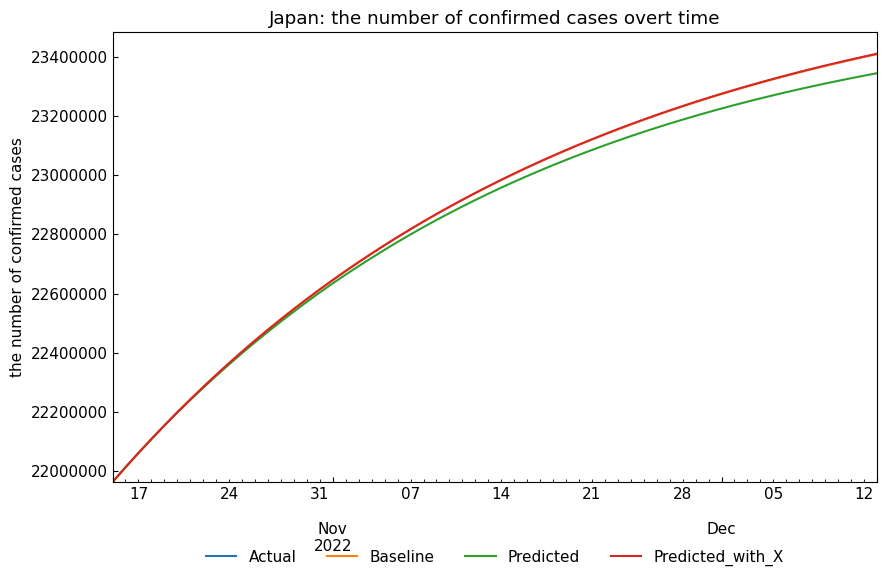 Japan: the number of confirmed cases overt time
the number of confirmed cases
23400000
23200000
23000000
22800000
22600000
22400000
22200000
22000000
17 24 31 07 14 21 28 05 12
Nov Dec
2022
Actual Baseline Predicted Predicted_with_X